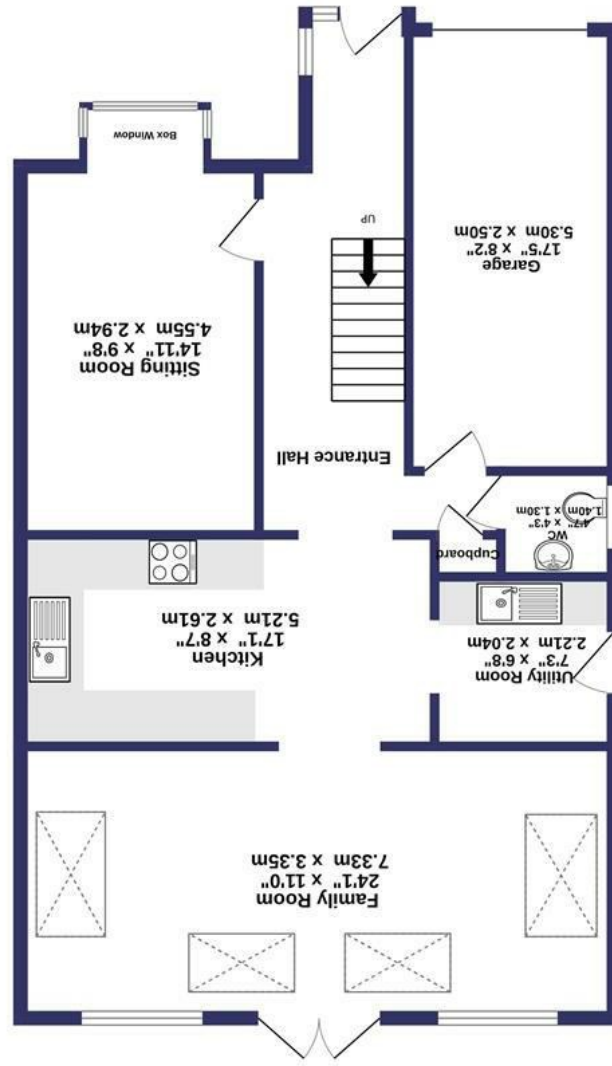 Family Room
24'1" x 11'0"
7.33m x 3.35m
Utility Room
7'3" x 6'8"
2.21m x 2.04m
Kitchen
17'1" x 8'7"
5.21m x 2.61m
WC
4'7" x 4'3"
1.40m x 1.30m
Cupboard
Entrance Hall
Sitting Room
14'11" x 9'8"
4.55m x 2.94m
Garage
17'5" x 8'2"
5.30m x 2.50m
UP
Box Window